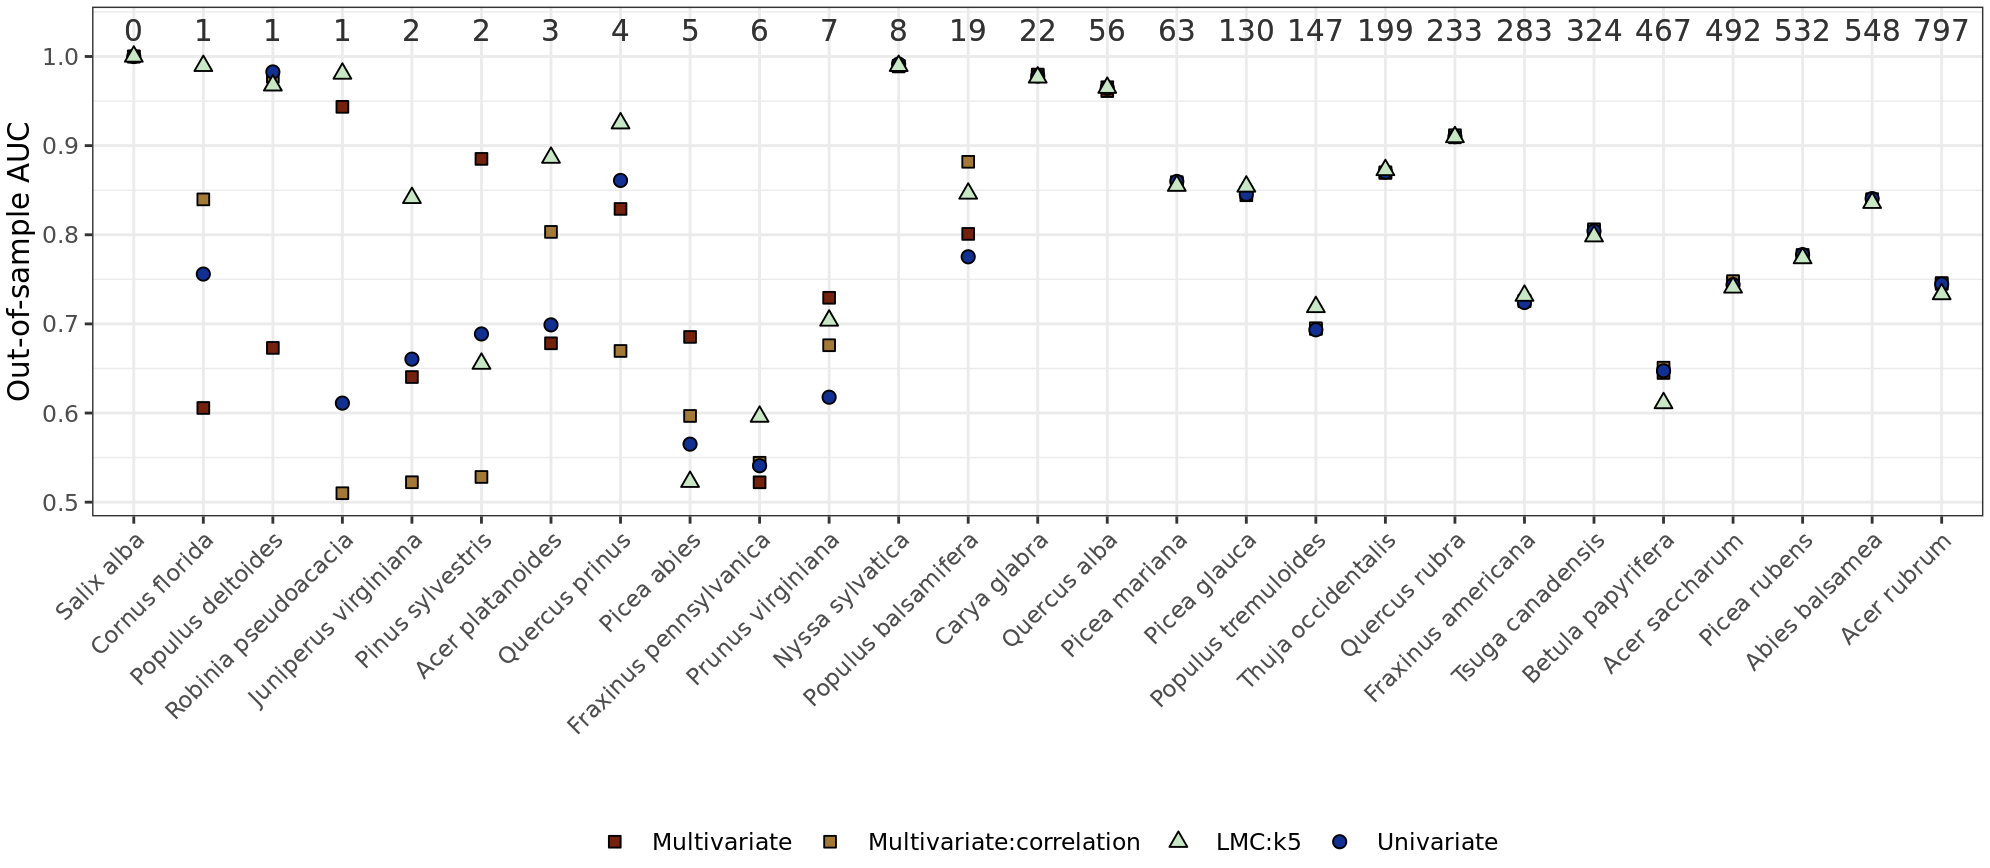 0 1 1 1 2 2 3 4 5 6 7 8 19 22 56 63 130 147 199 233 283 324 467 492 532 548 797
1.0
0.9
0.8
0.7
0.6
0.5
Out-of-sample AUC
Salix alba
Cornus florida
Populus deltoides
Robinia pseudoacacia
Juniperus virginiana
Pinus sylvestris
Acer platanoides
Quercus prinus
Picea abies
Fraxinus pennsylvanica
Prunus virginiana
Nyssa sylvatica
Populus balsamifera
Carya glabra
Quercus alba
Picea mariana
Picea glauca
Populus tremuloides
Thuja occidentalis
Quercus rubra
Fraxinus americana
Tsuga canadensis
Betula papyrifera
Acer saccharum
Picea rubens
Abies balsamea
Acer rubrum
Multivariate Multivariate:correlation LMC:k5 Univariate